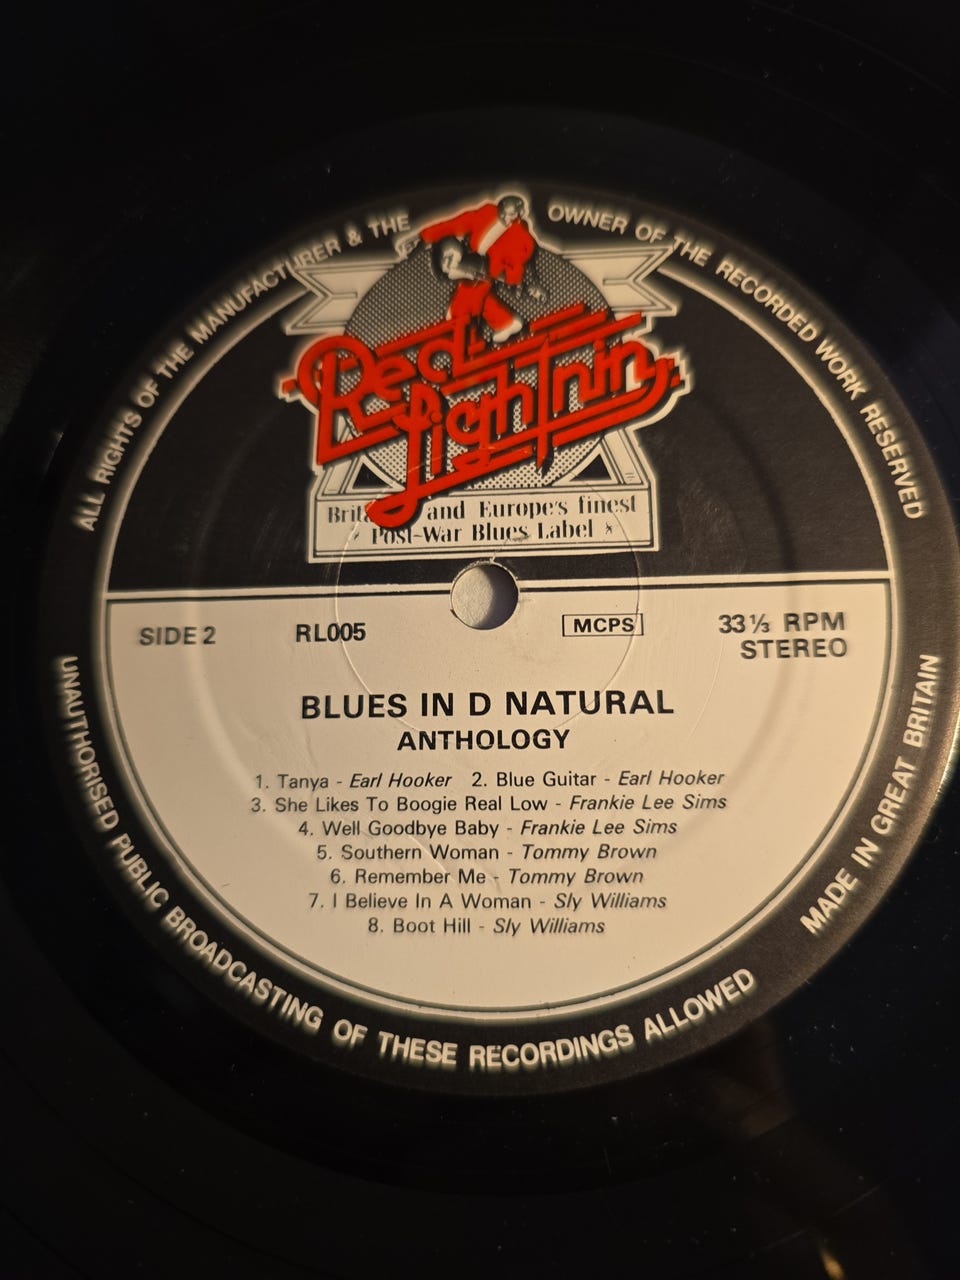 ALL RIGHTS OF THE MANUFACTURER & THE OWNER OF THE RECORDED WORK RESERVED
Red
Lightnin'
and Europe's finest
Post-War Blues Label *
SIDE 2 RL005 MCPS 33⅓ RPM
STEREO
BLUES IN D NATURAL
ANTHOLOGY
1. Tanya - Earl Hooker 2. Blue Guitar - Earl Hooker
3. She Likes To Boogie Real Low - Frankie Lee Sims
4. Well Goodbye Baby - Frankie Lee Sims
5. Southern Woman - Tommy Brown
6. Remember Me - Tommy Brown
7. I Believe In A Woman - Sly Williams
8. Boot Hill - Sly Williams
UNAUTHORISED PUBLIC BROADCASTING OF THESE RECORDINGS ALLOWED
MADE IN GREAT BRITAIN